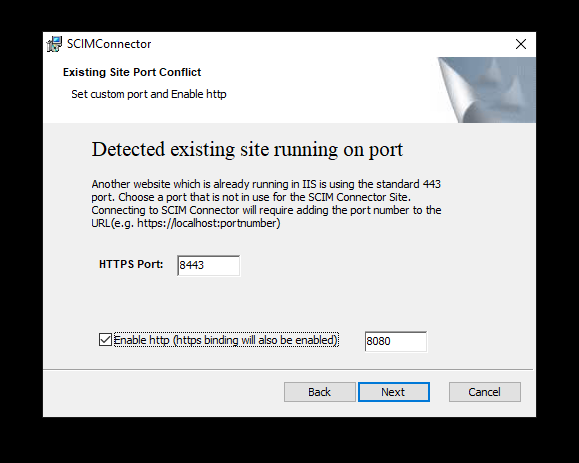 SCIMConnector
Existing Site Port Conflict
Set custom port and Enable http
Detected existing site running on port
Another website which is already running in IIS is using the standard 443
port. Choose a port that is not in use for the SCIM Connector Site.
Connecting to SCIM Connector will require adding the port number to the
URL(e.g. https://localhost:portnumber)
HTTPS Port: 8443
Enable http (https binding will also be enabled) 8080
Back Next Cancel